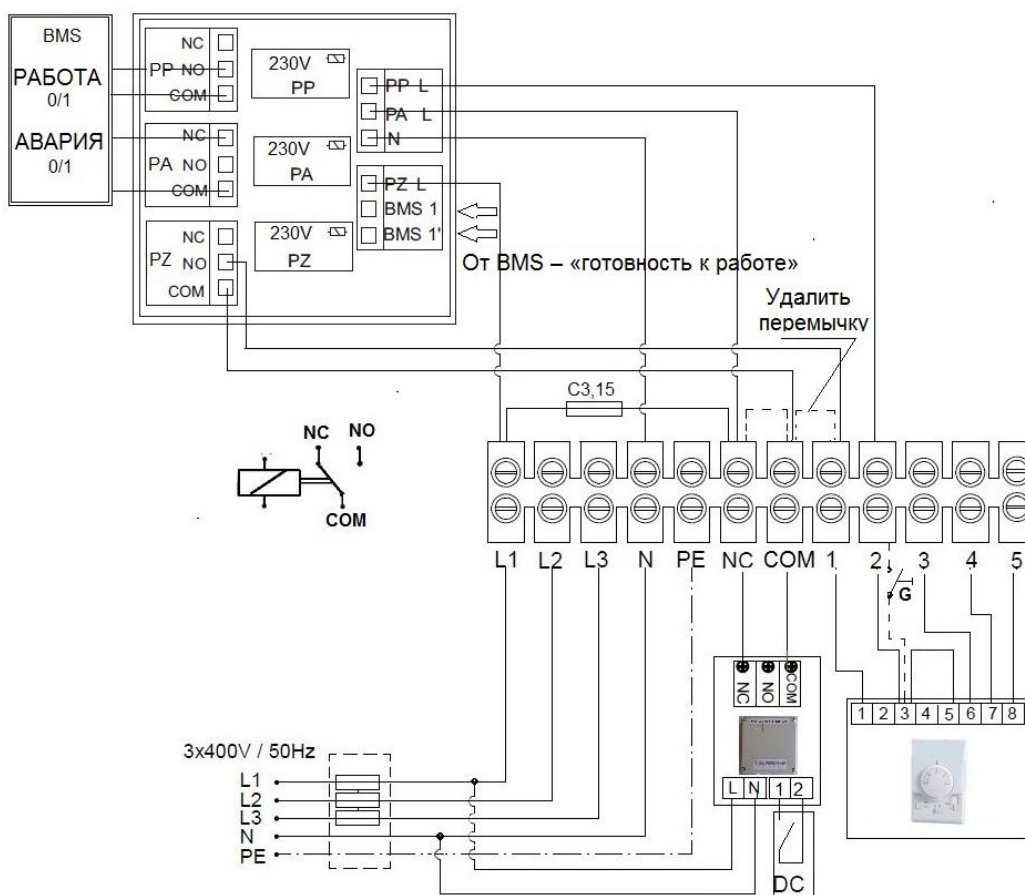 BMS
РАБОТА
0/1
АВАРИЯ
0/1
NC
PP NO
COM
NC
PA NO
COM
NC
PZ NO
COM
230V
PP
230V
PA
230V
PZ
PP L
PA L
N
PZ L
BMS 1
BMS 1'
От BMS – «готовность к работе»
Удалить
перемычку
C3,15
NC NO
COM
L1 L2 L3 N PE NC COM 1 2 3 4 5
G
NC NO COM
L N 1 2
DC
1 2 3 4 5 6 7 8
3x400V / 50Hz
L1
L2
L3
N
PE